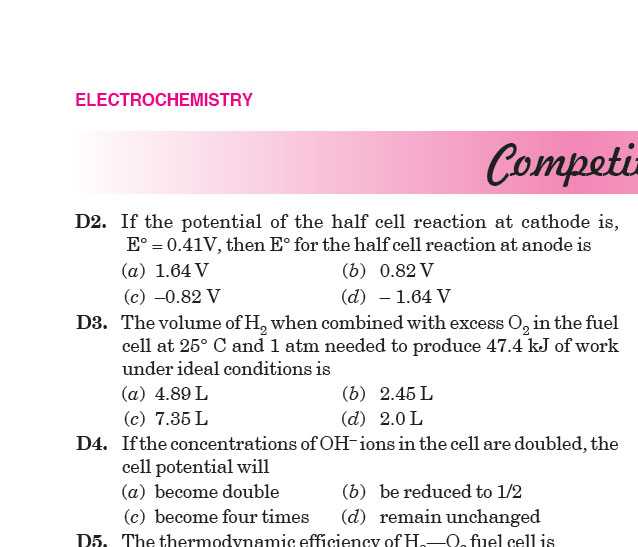 ELECTROCHEMISTRY
D2. If the potential of the half cell reaction at cathode is,
E° = 0.41V, then E° for the half cell reaction at anode is
(a) 1.64 V (b) 0.82 V
(c) –0.82 V (d) – 1.64 V
D3. The volume of H₂ when combined with excess O₂ in the fuel
cell at 25° C and 1 atm needed to produce 47.4 kJ of work
under ideal conditions is
(a) 4.89 L (b) 2.45 L
(c) 7.35 L (d) 2.0 L
D4. If the concentrations of OH⁻ ions in the cell are doubled, the
cell potential will
(a) become double (b) be reduced to 1/2
(c) become four times (d) remain unchanged
D5. The thermodynamic efficiency of H₂—O₂ fuel cell is